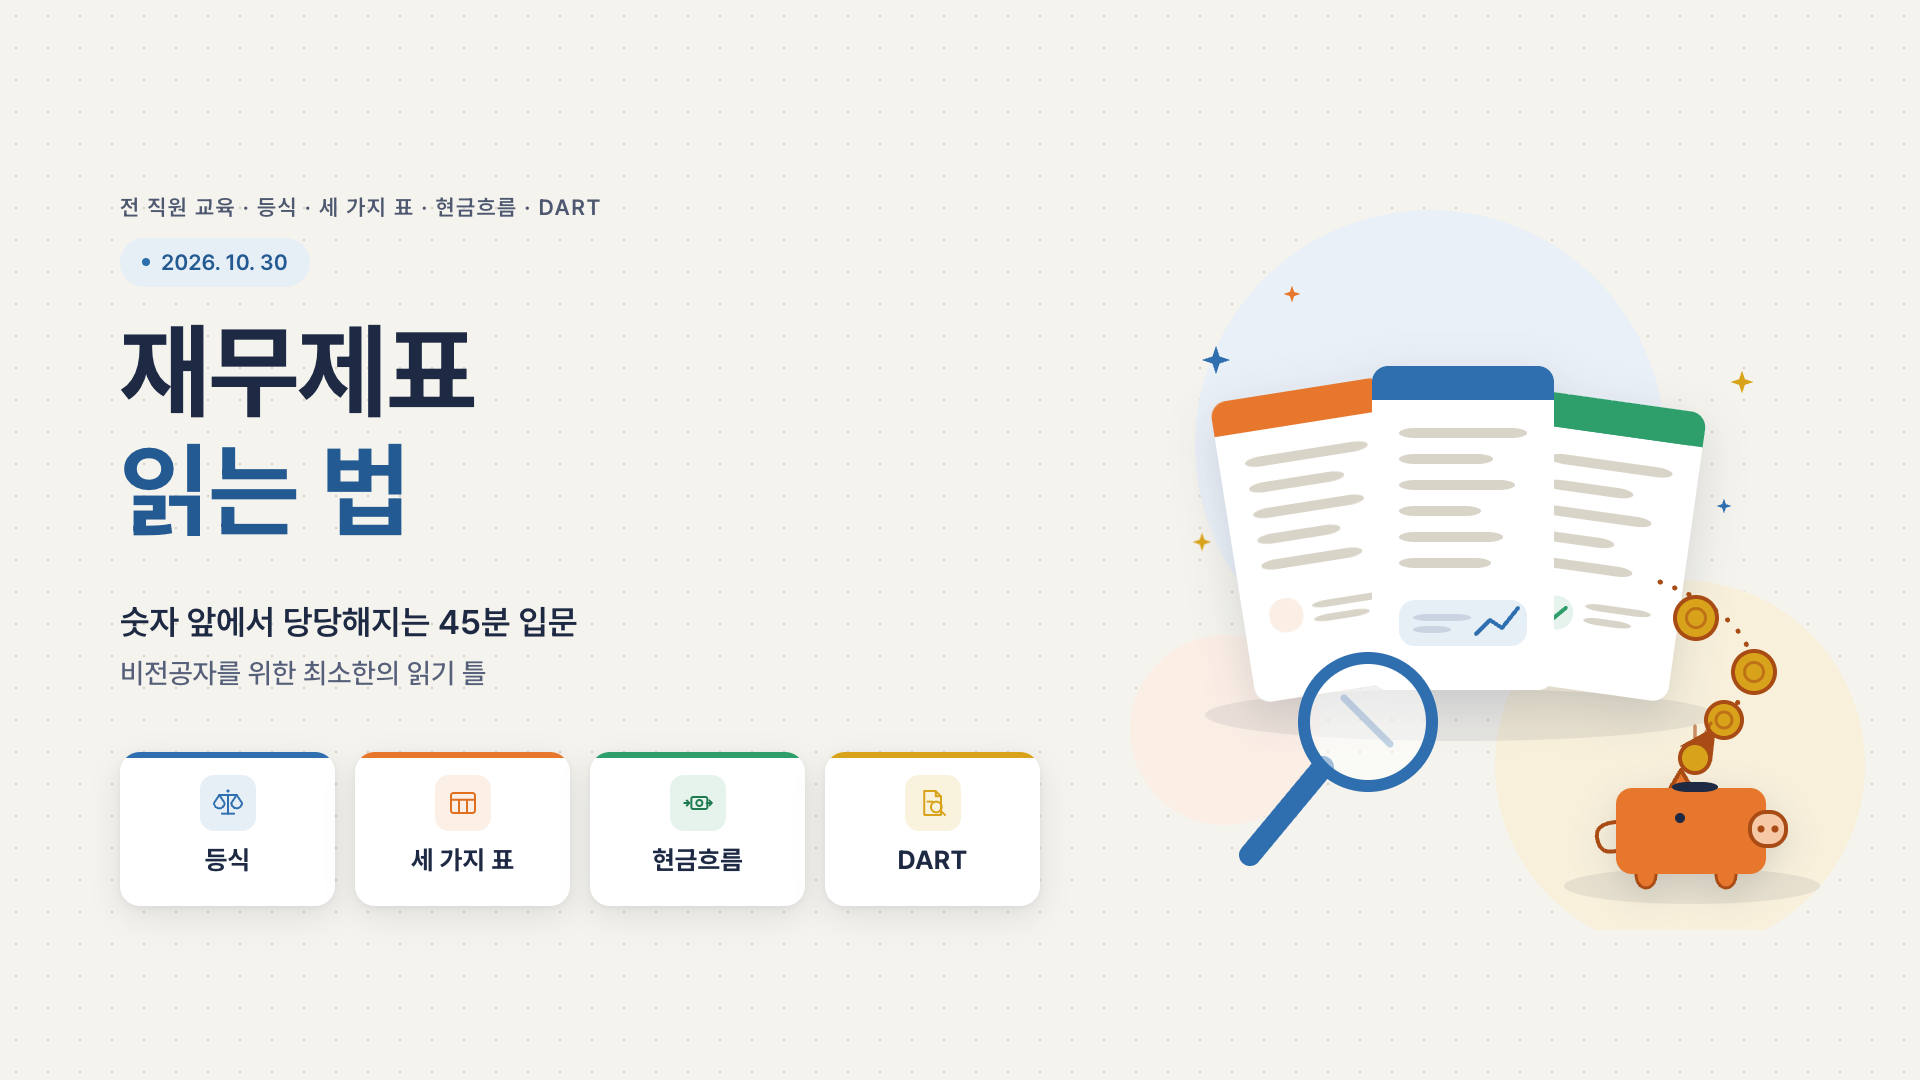 전 직원 교육 · 등식 · 세 가지 표 · 현금흐름 · DART
• 2026. 10. 30
재무제표
읽는 법
숫자 앞에서 당당해지는 45분 입문
비전공자를 위한 최소한의 읽기 틀
등식
세 가지 표
현금흐름
DART